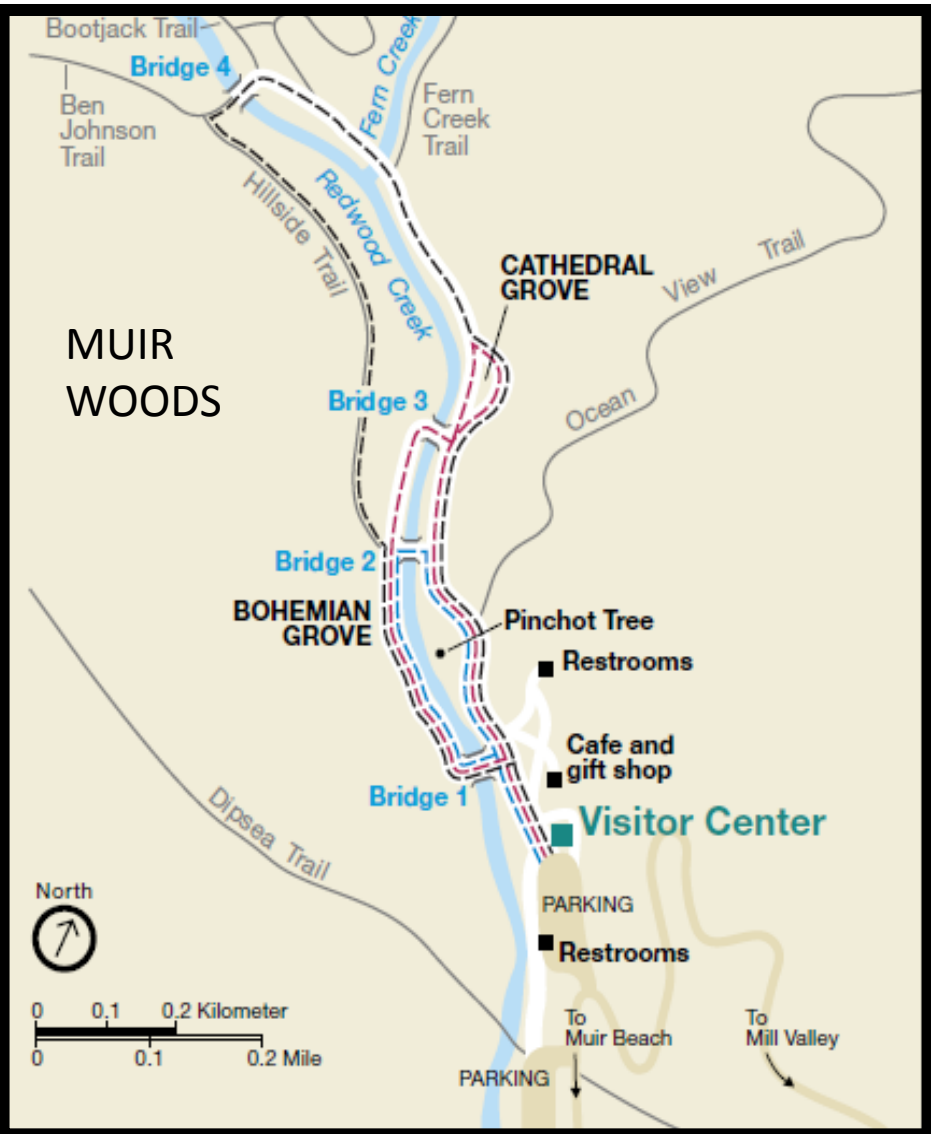 Bootjack Trail
Bridge 4
Ben
Johnson
Trail
Fern Creek
Fern
Creek
Trail
Hillside Trail
Redwood Creek
CATHEDRAL
GROVE
View Trail
Ocean
MUIR
WOODS
Bridge 3
Bridge 2
BOHEMIAN
GROVE
Pinchot Tree
Restrooms
Cafe and
gift shop
Bridge 1
Visitor Center
Dipsea Trail
North
PARKING
Restrooms
0 0.1 0.2 Kilometer
0 0.1 0.2 Mile
To
Muir Beach
To
Mill Valley
PARKING